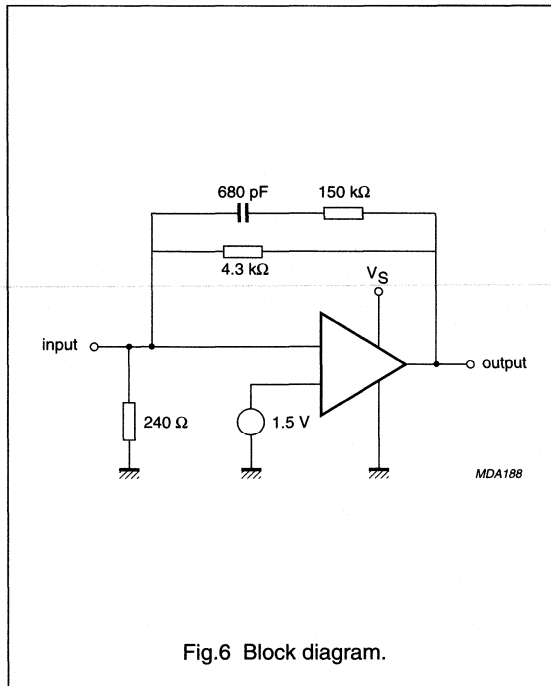 680 pF 150 kΩ
4.3 kΩ
VS
input
output
240 Ω
1.5 V
MDA188
Fig.6 Block diagram.